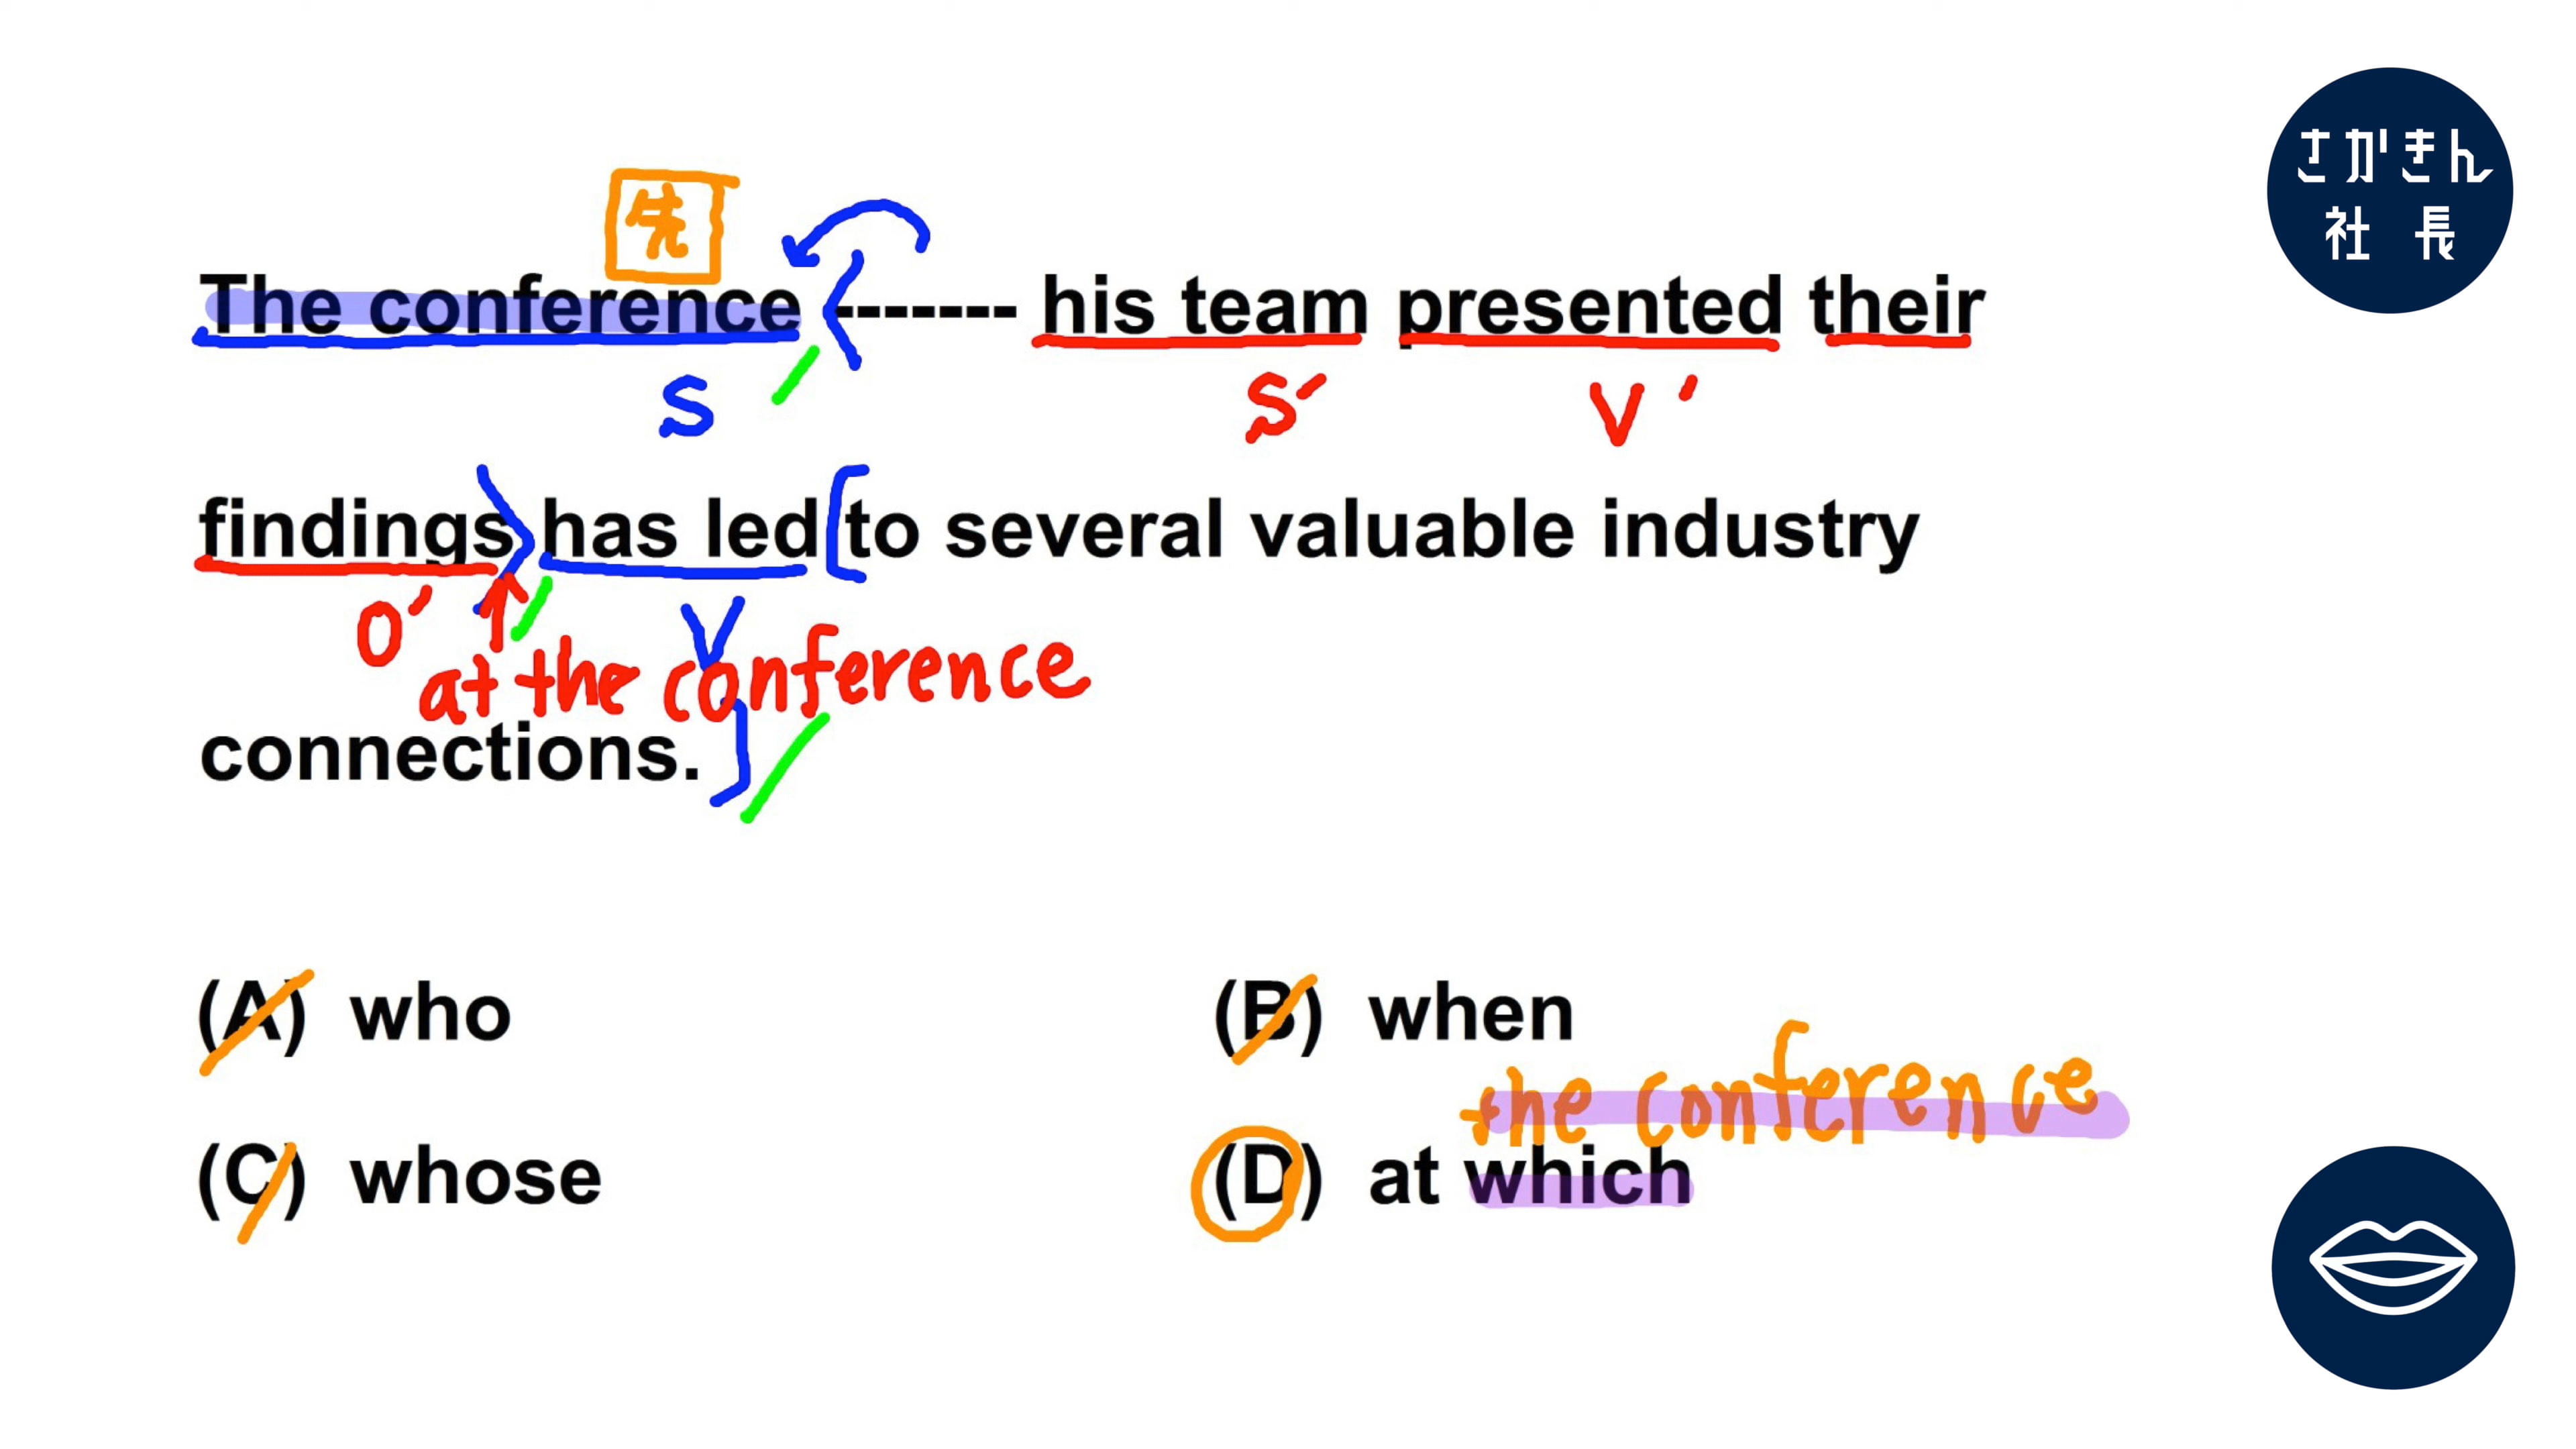 さかきん
社長
先
The conference ------- his team presented their
S S' V'
findings has led to several valuable industry
O' V
at the conference
connections.
(A) who
(B) when
the conference
(C) whose
(D) at which